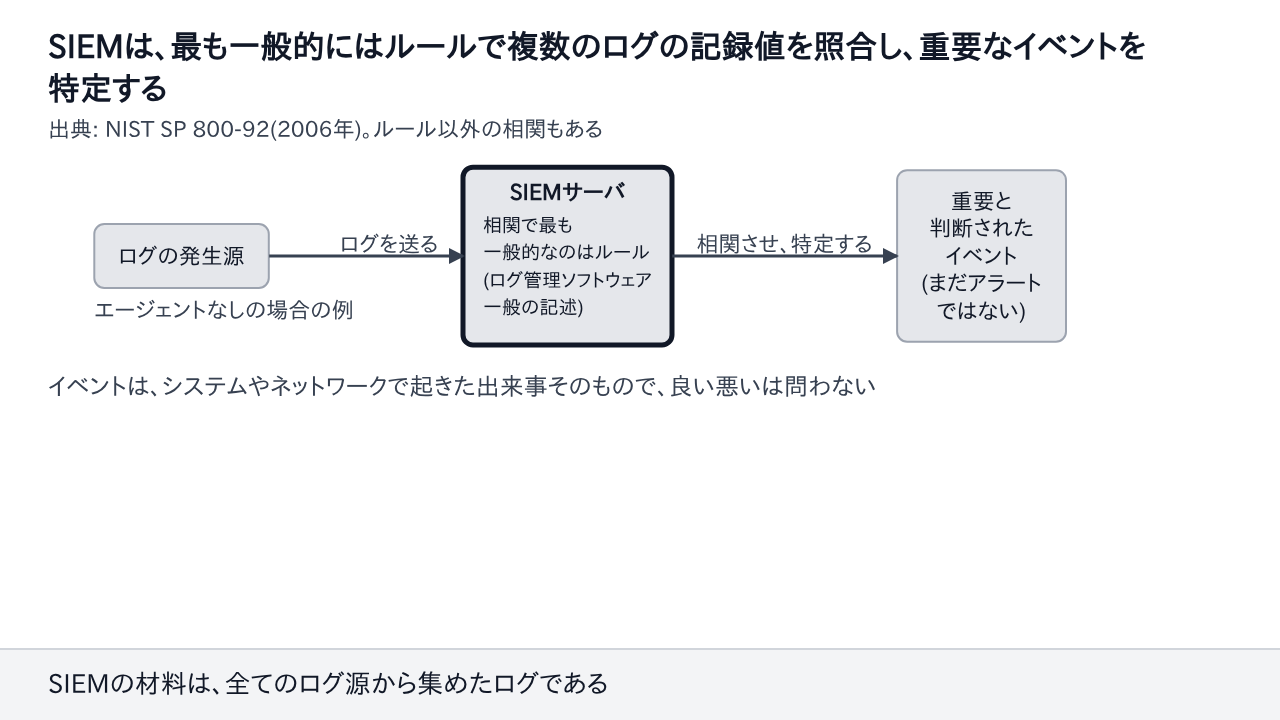 SIEMは、最も一般的にはルールで複数のログの記録値を照合し、重要なイベントを
特定する
出典: NIST SP 800-92(2006年)。ルール以外の相関もある
ログの発生源
エージェントなしの場合の例
ログを送る
SIEMサーバ
相関で最も
一般的なのはルール
(ログ管理ソフトウェア
一般の記述)
相関させ、特定する
重要と
判断された
イベント
(まだアラート
ではない)
イベントは、システムやネットワークで起きた出来事そのもので、良い悪いは問わない
SIEMの材料は、全てのログ源から集めたログである